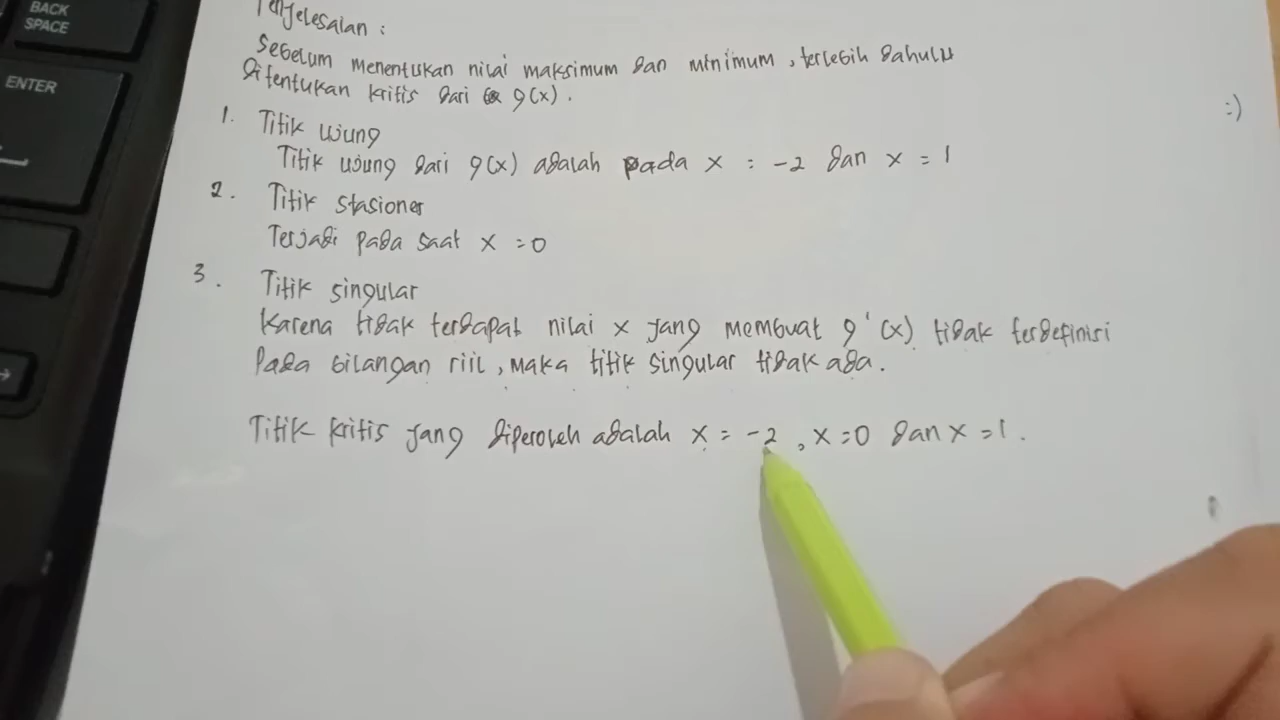 BACK
SPACE
ENTER
Penyelesaian :
Sebelum menentukan nilai maksimum dan minimum, terlebih dahulu
ditentukan kritis dari g(x).
:)
1. Titik ujung
Titik ujung dari g(x) adalah pada x = -2 dan x = 1
2. Titik stasioner
Terjadi pada saat x = 0
3. Titik singular
Karena tidak terdapat nilai x yang membuat g'(x) tidak terdefinisi
Pada bilangan riil, maka titik singular tidak ada.
Titik kritis yang diperoleh adalah x = -2, x = 0 dan x = 1.